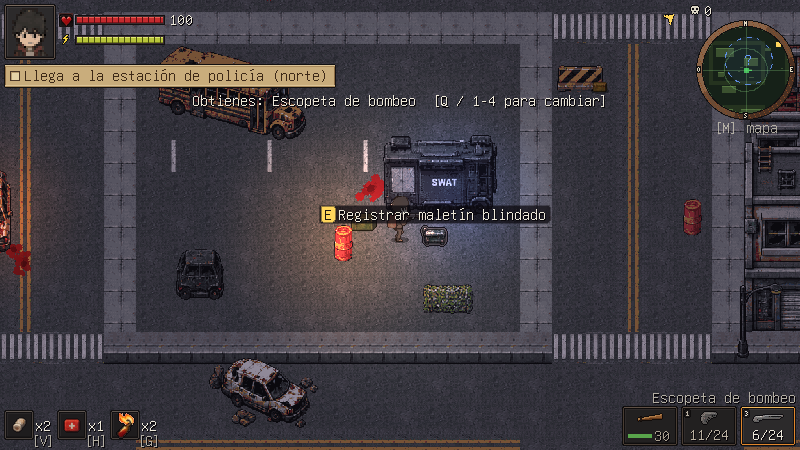 100
0
Llega a la estación de policía (norte)
Obtienes: Escopeta de bombeo [Q / 1-4 para cambiar]
N
O
E
S
[M] mapa
SWAT
E Registrar maletín blindado
Escopeta de bombeo
x2 [V]
x1 [H]
x2 [G]
30
1
11/24
3
6/24